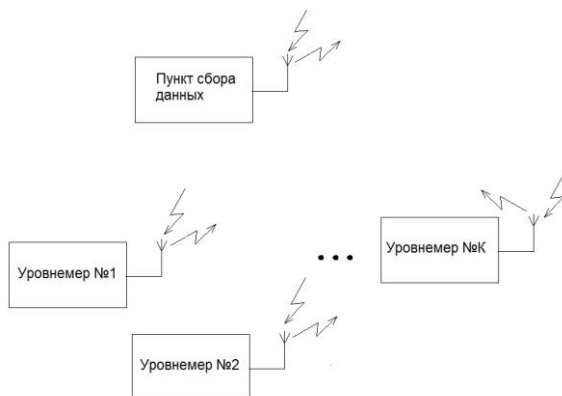 Пункт сбора
данных
Уровнемер №1
Уровнемер №К
Уровнемер №2